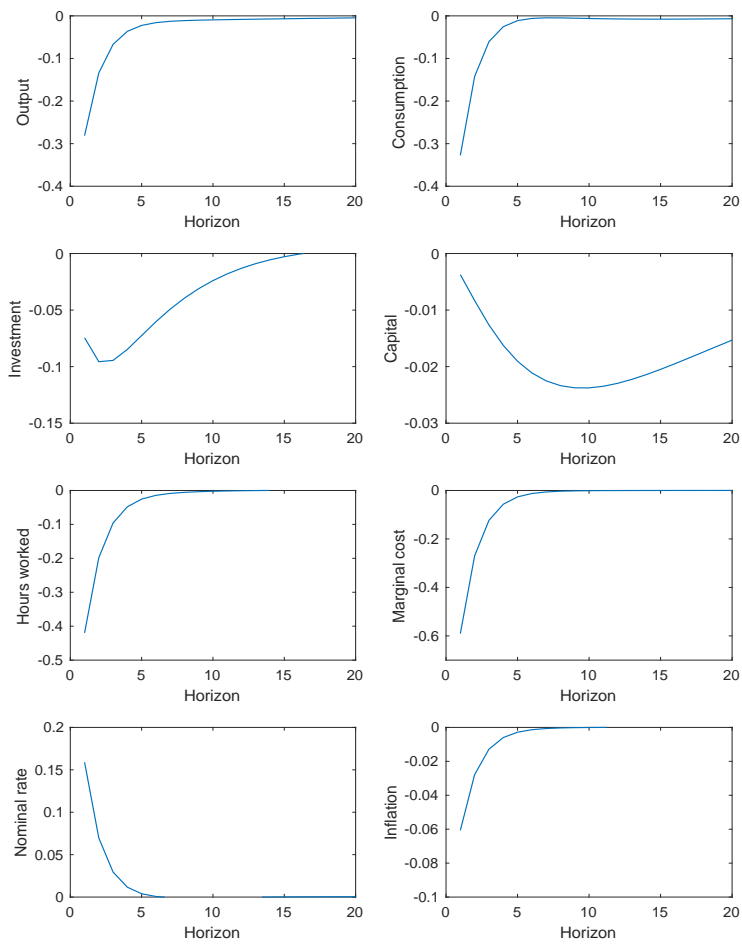 0
-0.1
-0.2
-0.3
-0.4
Output
0 5 10 15 20
Horizon
0
-0.1
-0.2
-0.3
-0.4
Consumption
0 5 10 15 20
Horizon
0
-0.05
-0.1
-0.15
Investment
0 5 10 15 20
Horizon
0
-0.01
-0.02
-0.03
Capital
0 5 10 15 20
Horizon
0
-0.1
-0.2
-0.3
-0.4
-0.5
Hours worked
0 5 10 15 20
Horizon
0
-0.2
-0.4
-0.6
Marginal cost
0 5 10 15 20
Horizon
0.2
0.15
0.1
0.05
0
Nominal rate
0 5 10 15 20
Horizon
0
-0.02
-0.04
-0.06
-0.08
-0.1
Inflation
0 5 10 15 20
Horizon